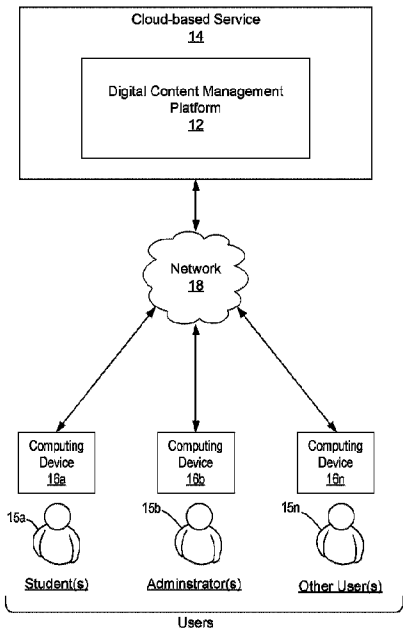 Cloud-based Service
14
Digital Content Management
Platform
12
Network
18
Computing
Device
16a
Computing
Device
16b
Computing
Device
16n
15a
15b
15n
Student(s)
Adminstrator(s)
Other User(s)
Users